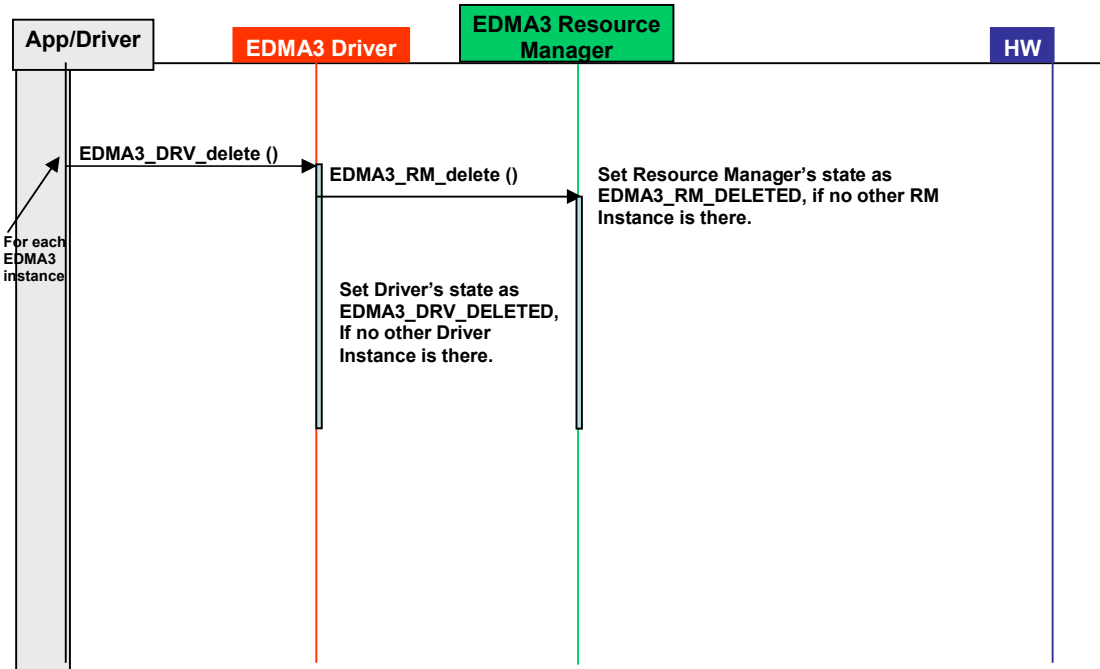 App/Driver
EDMA3 Driver
EDMA3 Resource
Manager
HW
EDMA3_DRV_delete ()
EDMA3_RM_delete ()
Set Resource Manager's state as
EDMA3_RM_DELETED, if no other RM
Instance is there.
For each
EDMA3
instance
Set Driver's state as
EDMA3_DRV_DELETED,
If no other Driver
Instance is there.